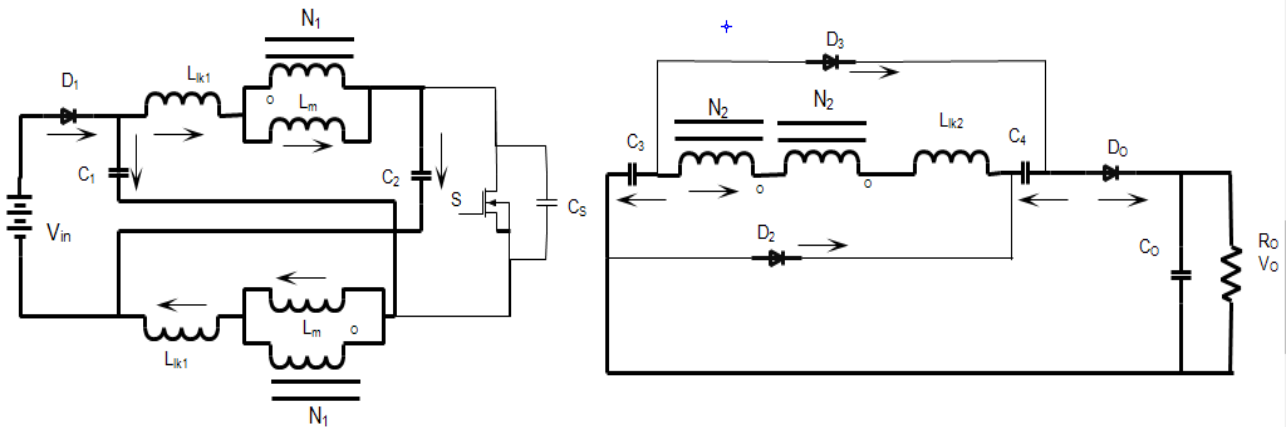 N1
D1
Llk1
o
Lm
C1
C2
S
CS
Vin
Lm
o
Llk1
N1
D3
N2
N2
Llk2
C3
C4
DO
o
o
D2
CO
RO
VO